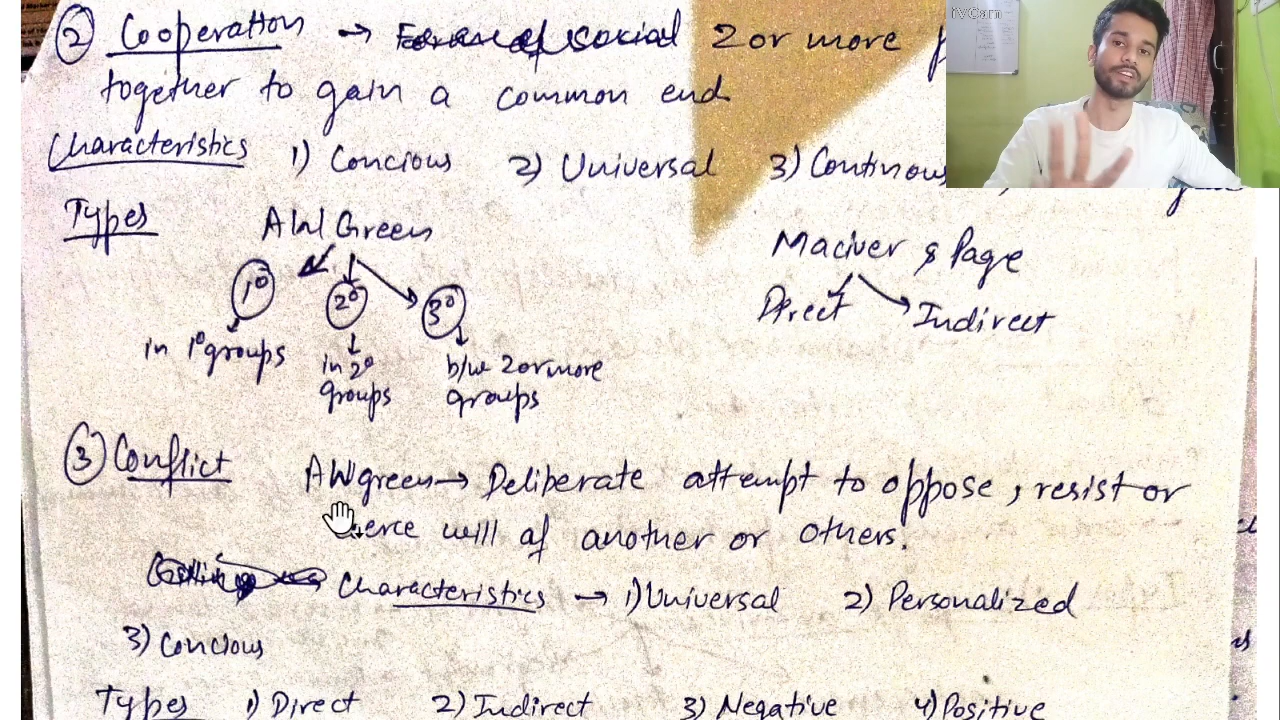 ② Cooperation → 2 or more
together to gain a common end
Characteristics 1) Concious 2) Universal 3) Continous
Types AW Green Maciver & Page
1° 2° 3° Direct Indirect
in 1° groups in 2° groups b/w 2 or more groups
③ Conflict AW green → Deliberate attempt to oppose, resist or
will of another or others.
Characteristics → 1) Universal 2) Personalized
3) Concious
Types 1) Direct 2) Indirect 3) Negative 4) Positive